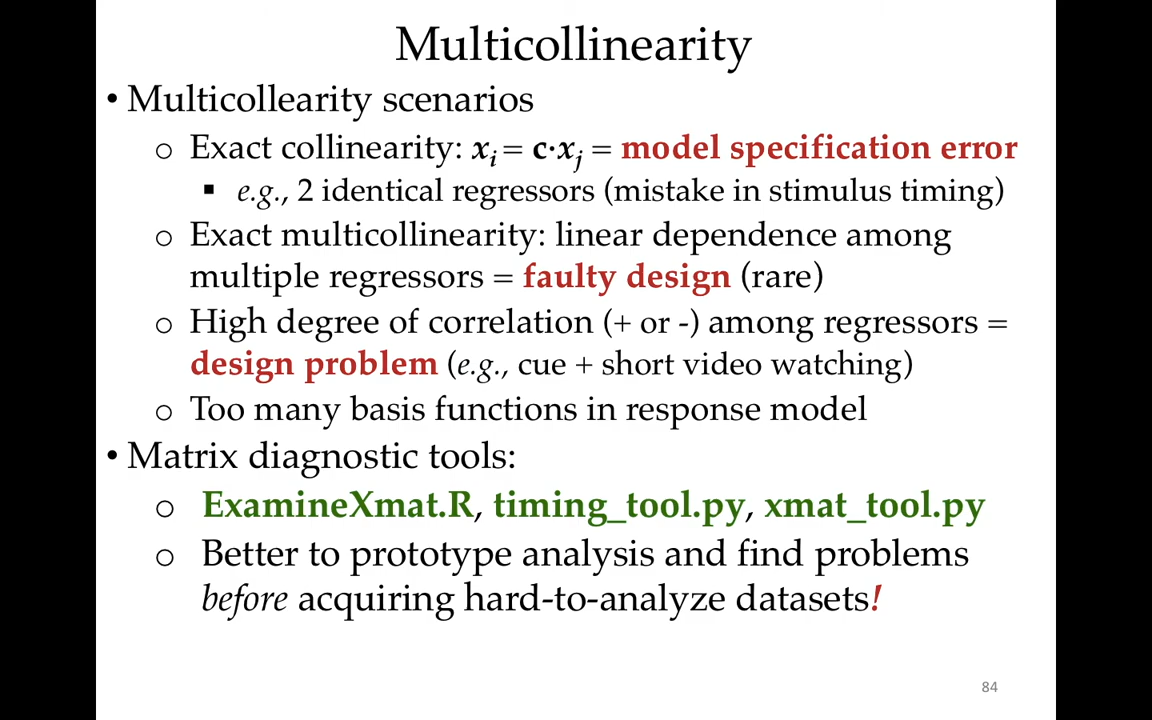 Multicollinearity
• Multicollearity scenarios
o Exact collinearity: xi = c·xj = model specification error
▪ e.g., 2 identical regressors (mistake in stimulus timing)
o Exact multicollinearity: linear dependence among
multiple regressors = faulty design (rare)
o High degree of correlation (+ or -) among regressors =
design problem (e.g., cue + short video watching)
o Too many basis functions in response model
• Matrix diagnostic tools:
o ExamineXmat.R, timing_tool.py, xmat_tool.py
o Better to prototype analysis and find problems
before acquiring hard-to-analyze datasets!
84